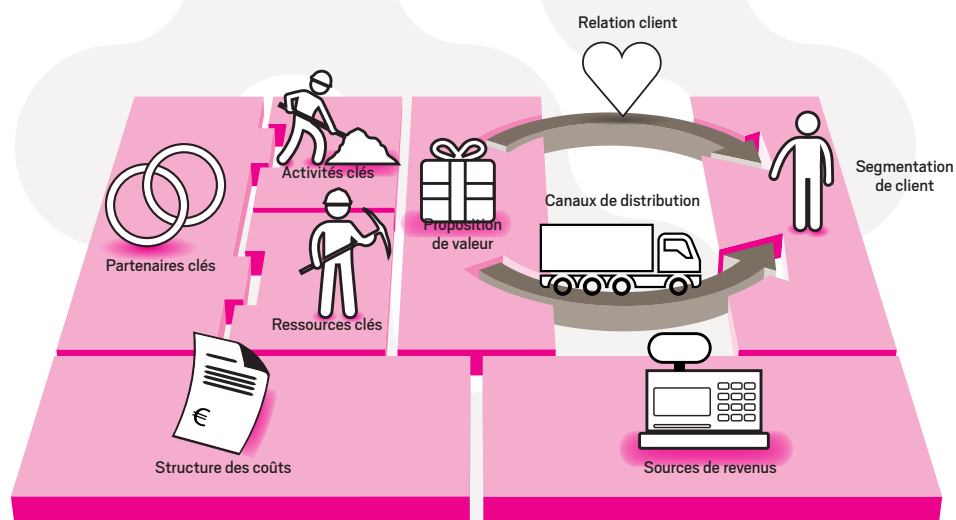 Relation client
Activités clés
Segmentation
de client
Canaux de distribution
Proposition
de valeur
Partenaires clés
Ressources clés
€
Structure des coûts
Sources de revenus